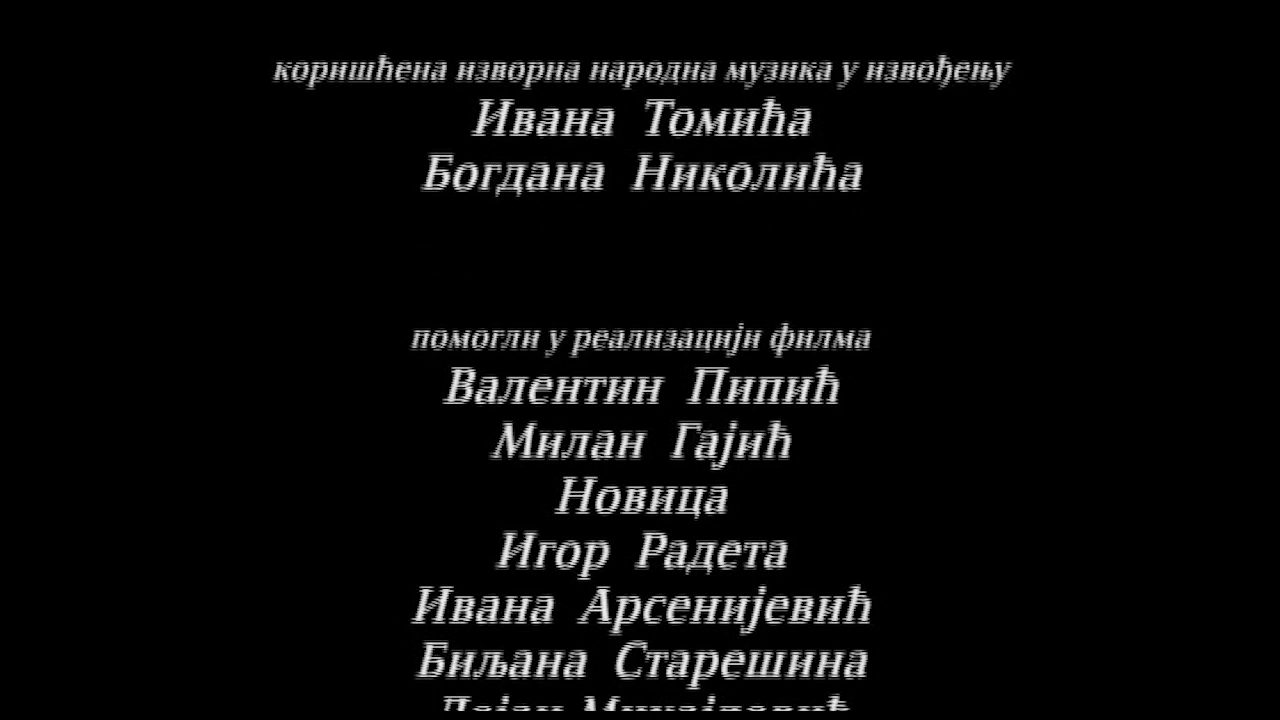 коришћена изворна народна музика у извођењу
Ивана Томића
Богдана Николића
помогли у реализацији филма
Валентин Пипић
Милан Гајић
Новица
Игор Радета
Ивана Арсенијевић
Биљана Старешина